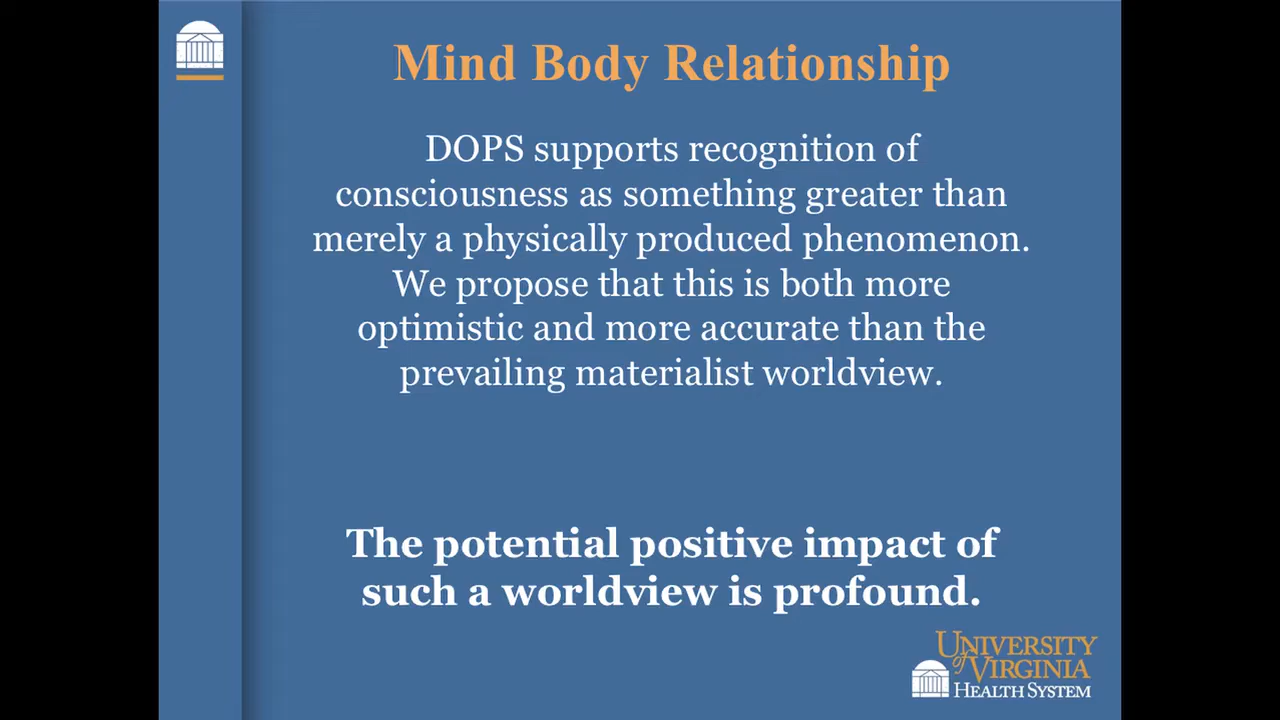 Mind Body Relationship
DOPS supports recognition of
consciousness as something greater than
merely a physically produced phenomenon.
We propose that this is both more
optimistic and more accurate than the
prevailing materialist worldview.
The potential positive impact of
such a worldview is profound.
UNIVERSITY
of VIRGINIA
HEALTH SYSTEM